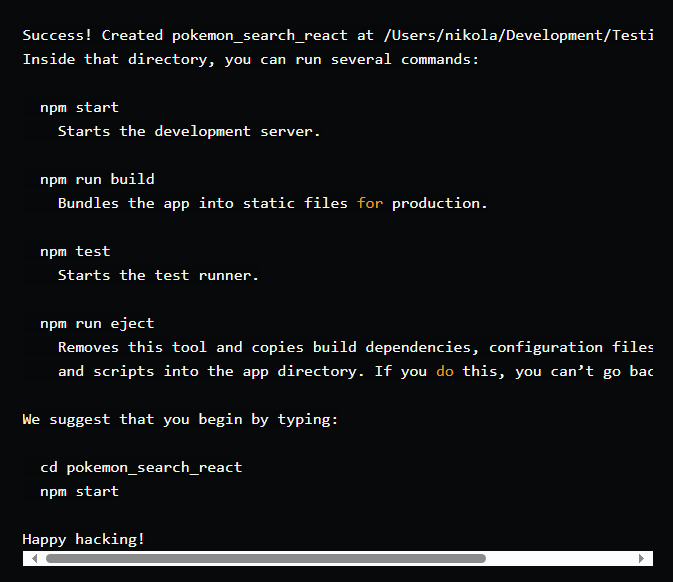 Success! Created pokemon_search_react at /Users/nikola/Development/Testi
Inside that directory, you can run several commands:
npm start
Starts the development server.
npm run build
Bundles the app into static files for production.
npm test
Starts the test runner.
npm run eject
Removes this tool and copies build dependencies, configuration files
and scripts into the app directory. If you do this, you can’t go bac
We suggest that you begin by typing:
cd pokemon_search_react
npm start
Happy hacking!